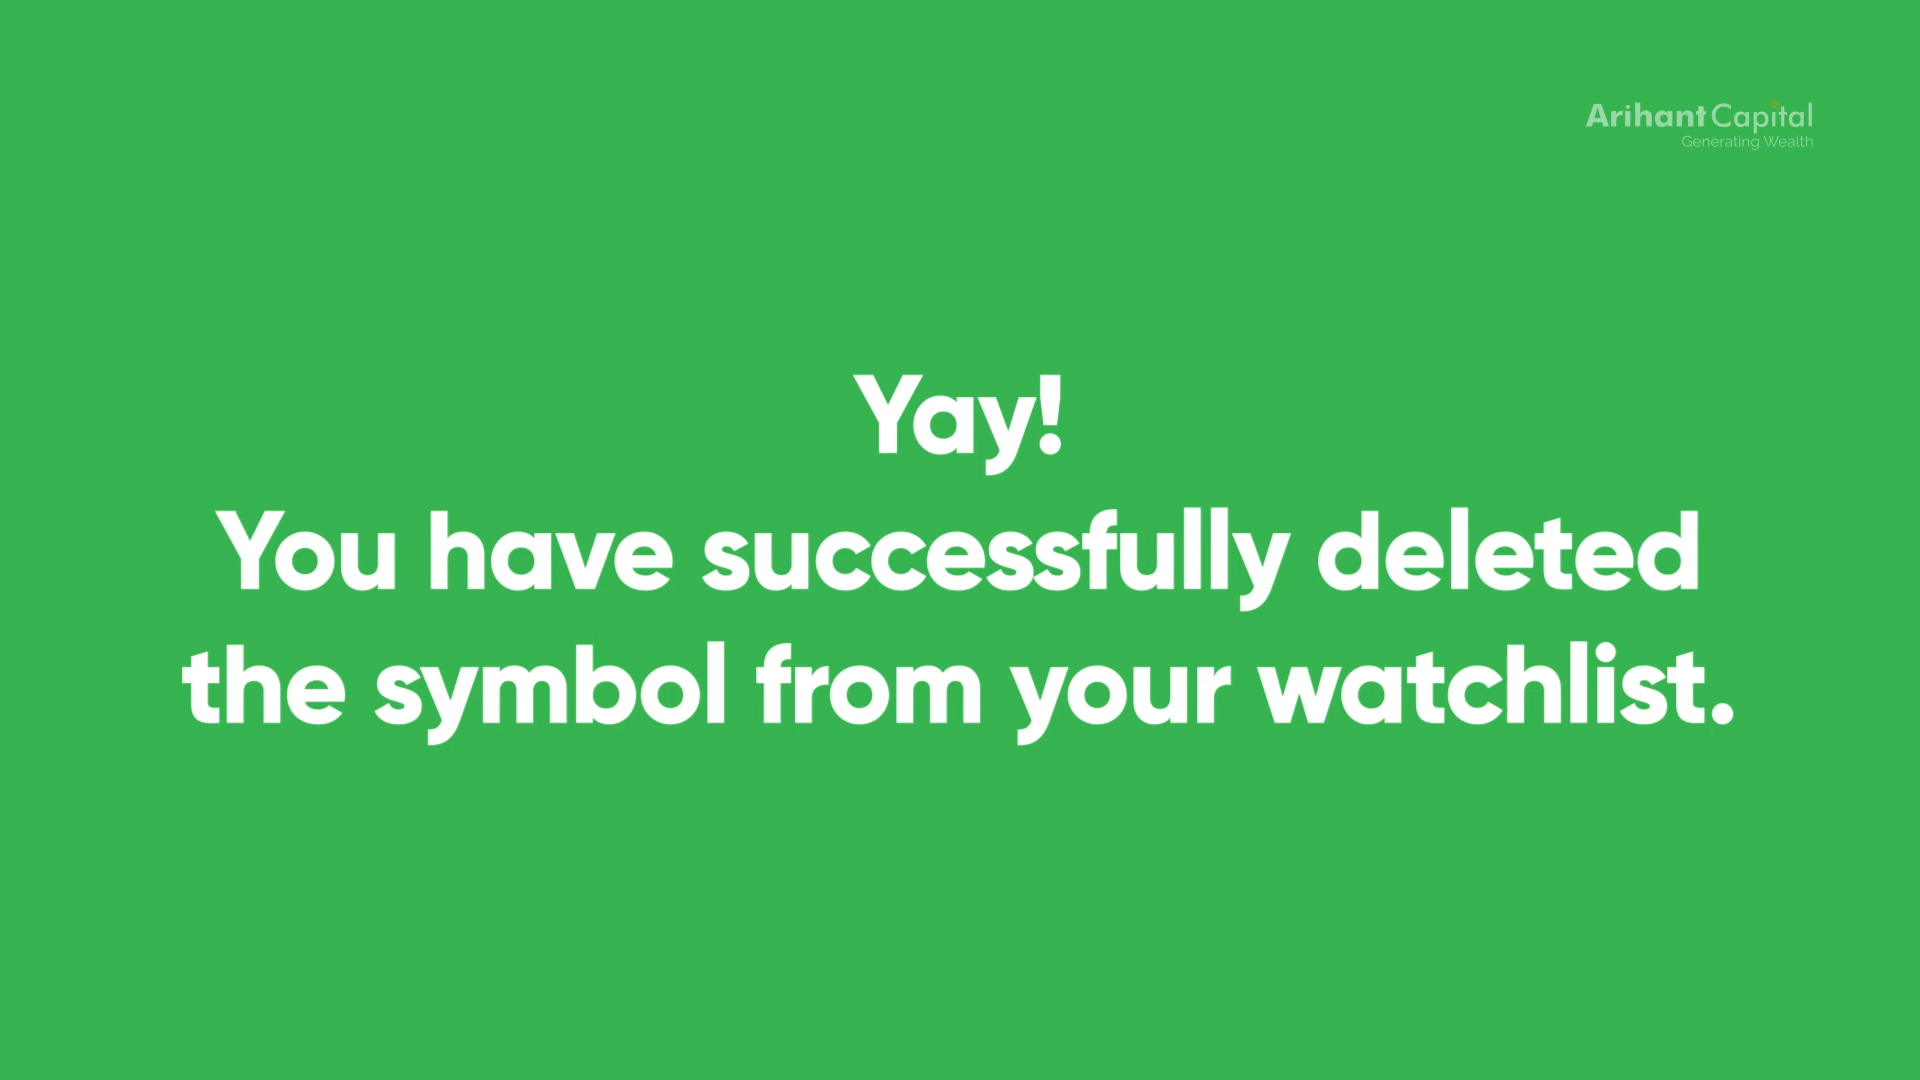 Arihant Capital
Generating Wealth
Yay!
You have successfully deleted
the symbol from your watchlist.